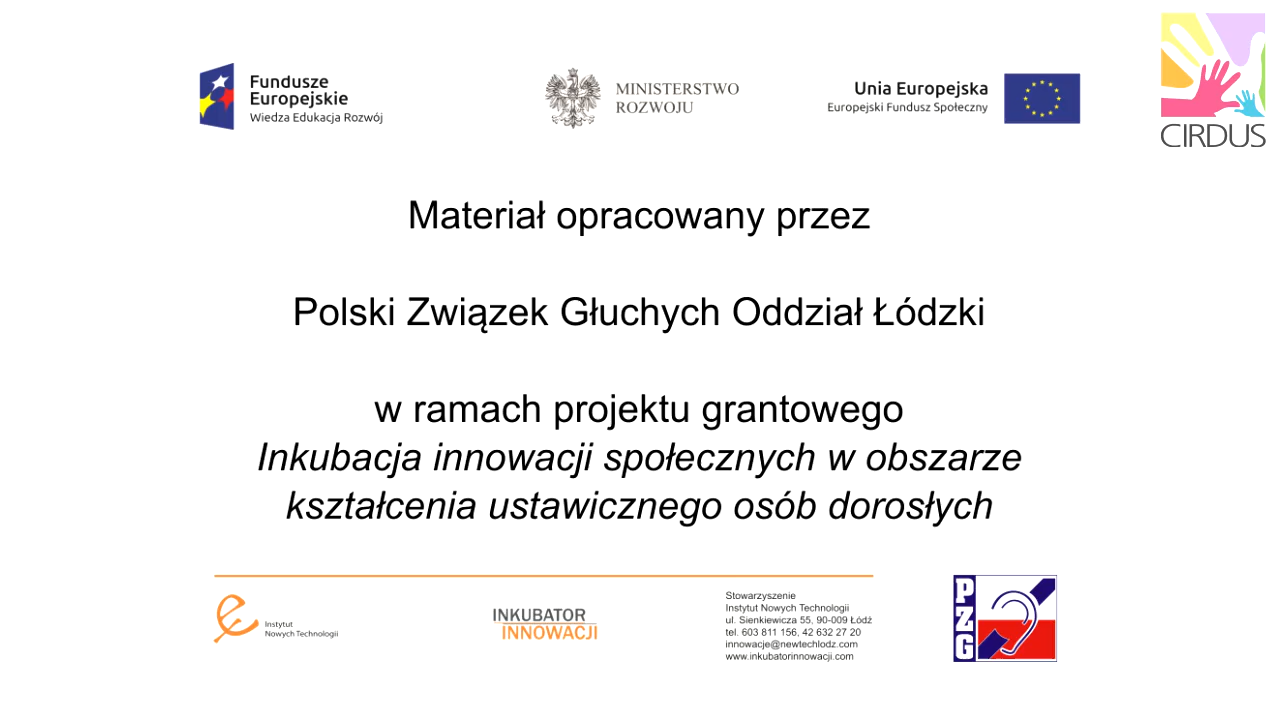 Fundusze
Europejskie
Wiedza Edukacja Rozwój
MINISTERSTWO
ROZWOJU
Unia Europejska
Europejski Fundusz Społeczny
CIRDUS
Materiał opracowany przez
Polski Związek Głuchych Oddział Łódzki
w ramach projektu grantowego
Inkubacja innowacji społecznych w obszarze
kształcenia ustawicznego osób dorosłych
Instytut
Nowych Technologii
INKUBATOR
INNOWACJI
Stowarzyszenie
Instytut Nowych Technologii
ul. Sienkiewicza 55, 90-009 Łódź
tel. 603 811 156, 42 632 27 20
innowacje@newtechlodz.com
www.inkubatorinnowacji.com
PZG